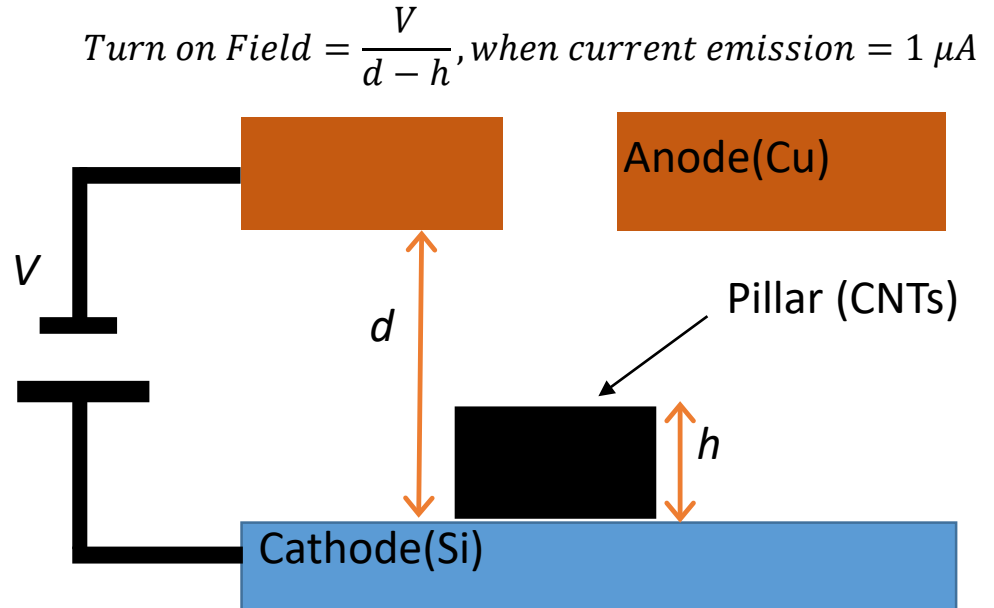 Turn on Field = V / (d − h), when current emission = 1 μA
Anode(Cu)
V
Pillar (CNTs)
d
h
Cathode(Si)